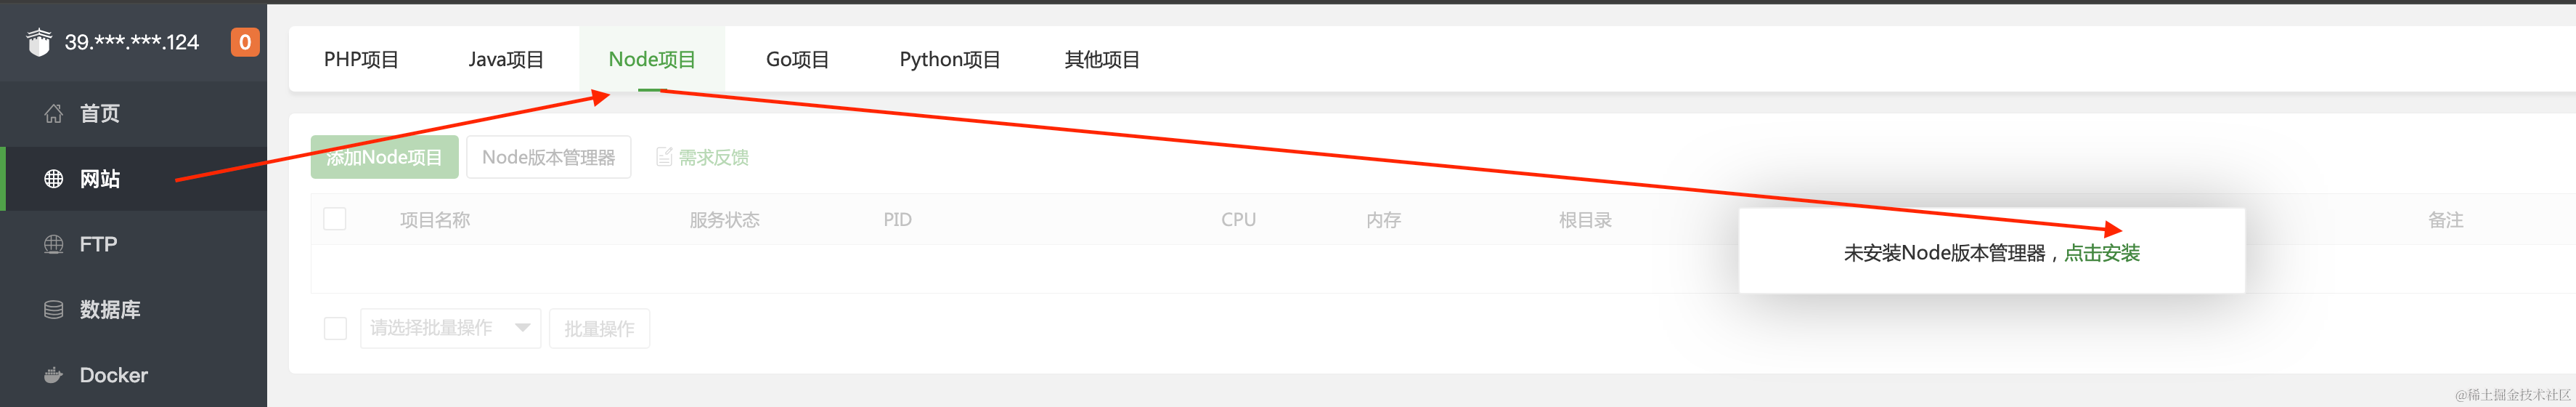 39.***.***.124 0
首页
网站
FTP
数据库
Docker
PHP项目 Java项目 Node项目 Go项目 Python项目 其他项目
添加Node项目 Node版本管理器 需求反馈
项目名称 服务状态 PID CPU 内存 根目录 备注
未安装Node版本管理器，点击安装
请选择批量操作 批量操作
@稀土掘金技术社区